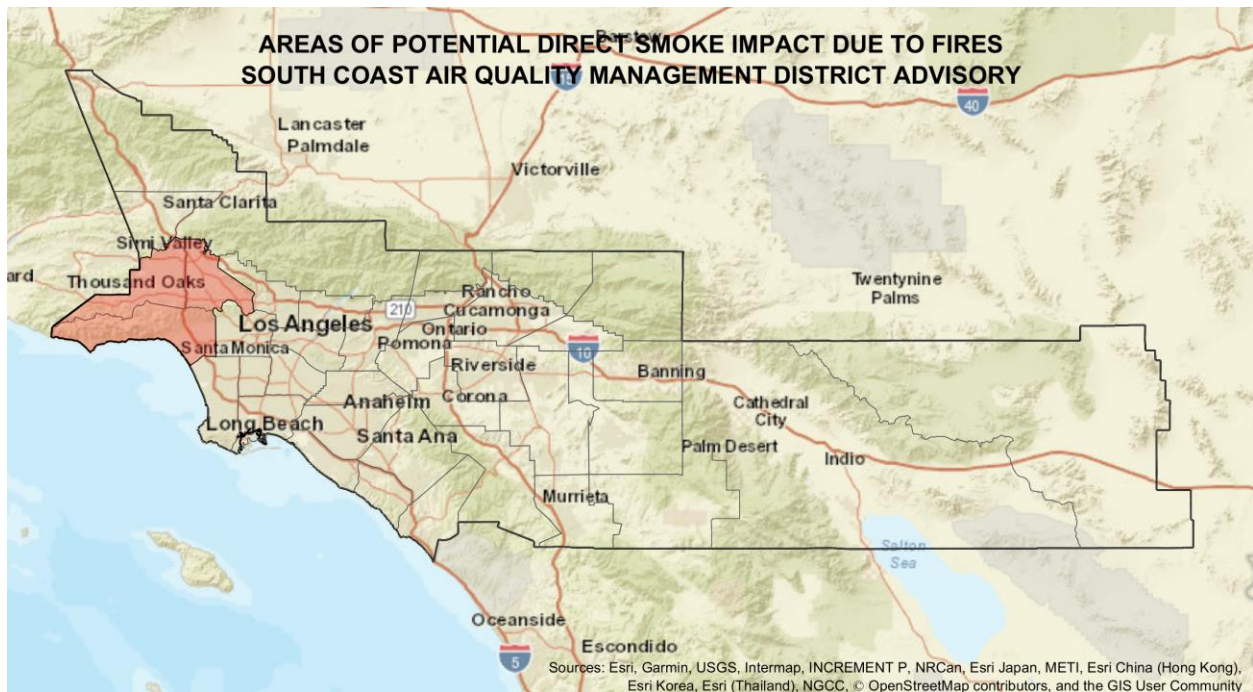 AREAS OF POTENTIAL DIRECT SMOKE IMPACT DUE TO FIRES
Barstow
SOUTH COAST AIR QUALITY MANAGEMENT DISTRICT ADVISORY
15
40
Lancaster
Palmdale
Victorville
Santa Clarita
Simi Valley
ard
Thousand Oaks
Twentynine
Palms
Rancho
Cucamonga
210
Los Angeles
Ontario
Santa Monica
Pomona
10
Riverside
Banning
Anaheim
Corona
Cathedral
City
Long Beach
Santa Ana
Palm Desert
Indio
Murrieta
Salton
Sea
Oceanside
Escondido
5
Sources: Esri, Garmin, USGS, Intermap, INCREMENT P, NRCan, Esri Japan, METI, Esri China (Hong Kong),
Esri Korea, Esri (Thailand), NGCC, © OpenStreetMap contributors, and the GIS User Community